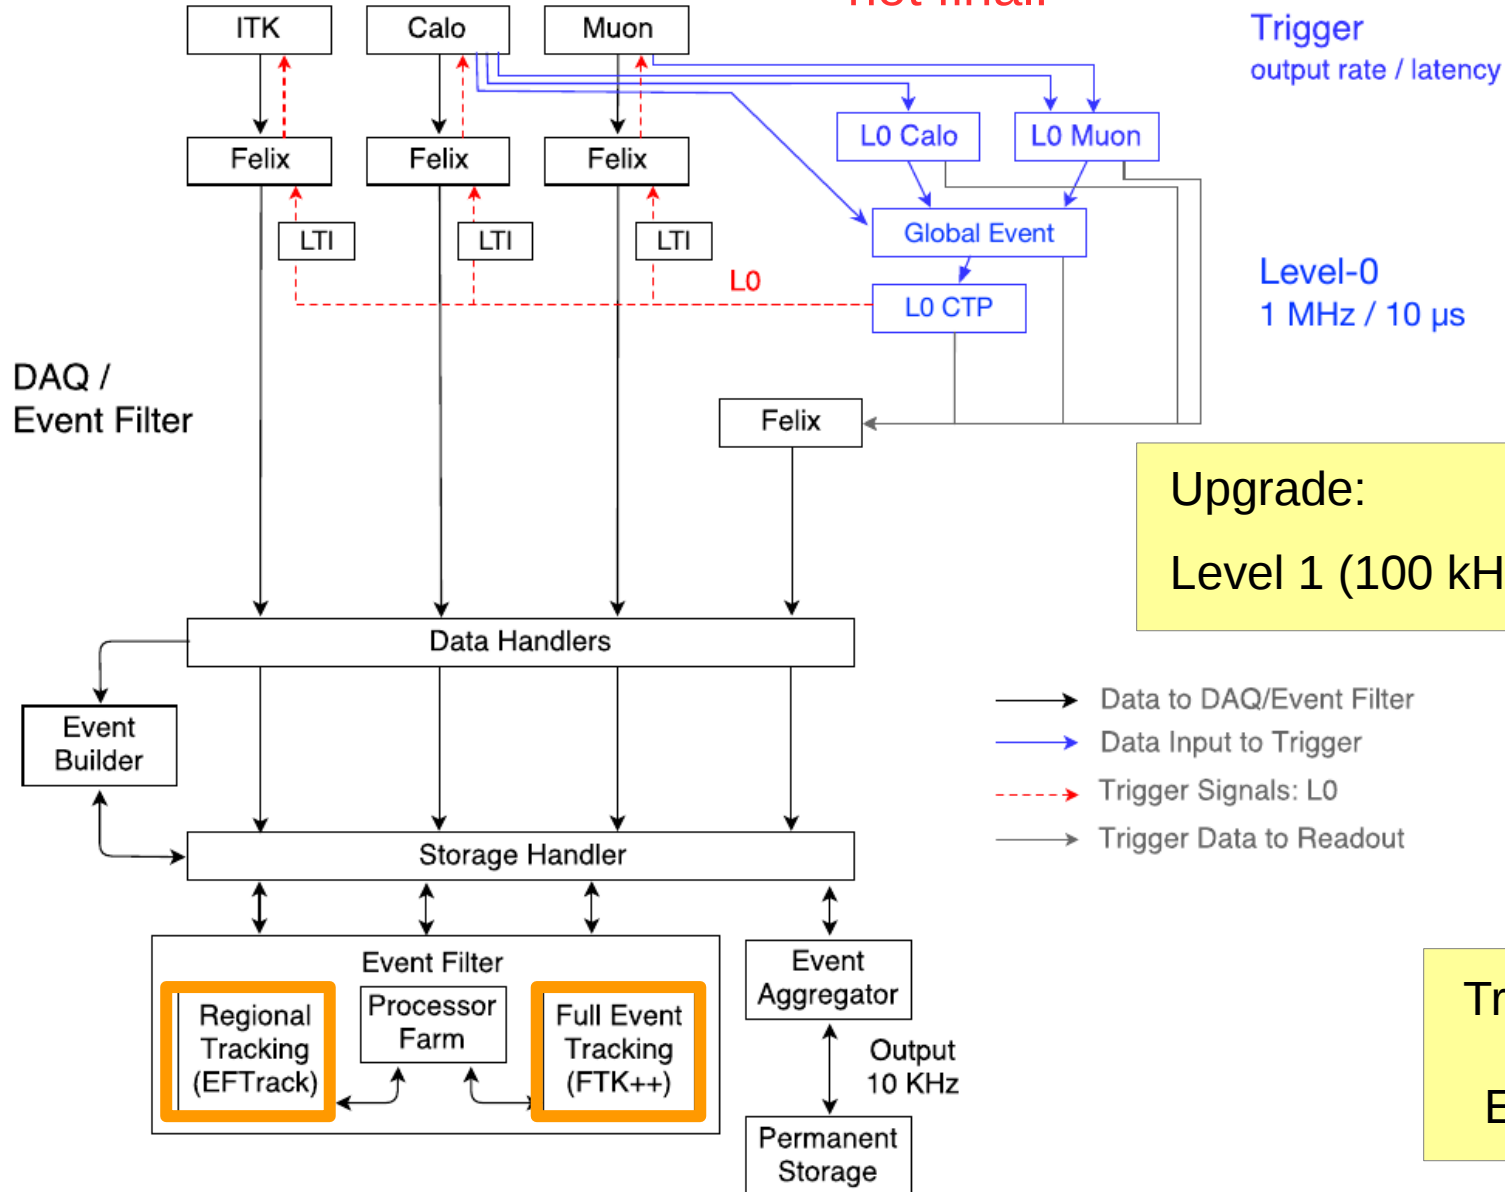 not final!
ITK
Calo
Muon
Trigger
output rate / latency
L0 Calo
L0 Muon
Felix
Felix
Felix
LTI
LTI
LTI
Global Event
L0
L0 CTP
Level-0
1 MHz / 10 μs
DAQ /
Event Filter
Felix
Upgrade:
Level 1 (100 kH
Data Handlers
Event
Builder
Data to DAQ/Event Filter
Data Input to Trigger
Trigger Signals: L0
Trigger Data to Readout
Storage Handler
Event Filter
Regional
Tracking
(EFTrack)
Processor
Farm
Full Event
Tracking
(FTK++)
Event
Aggregator
Output
10 KHz
Permanent
Storage
Tr
E